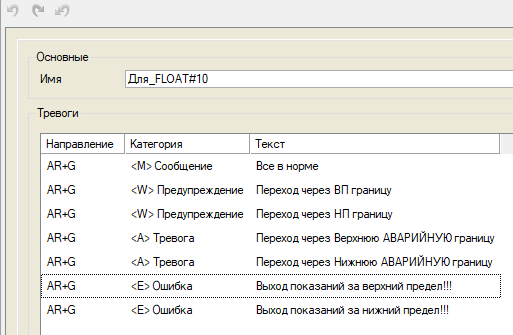 Основные
Имя Для_FLOAT#10
Тревоги
Направление Категория Текст
AR+G <M> Сообщение Все в норме
AR+G <W> Предупреждение Переход через ВП границу
AR+G <W> Предупреждение Переход через НП границу
AR+G <A> Тревога Переход через Верхнюю АВАРИЙНУЮ границу
AR+G <A> Тревога Переход через Нижнюю АВАРИЙНУЮ границу
AR+G <E> Ошибка Выход показаний за верхний предел!!!
AR+G <E> Ошибка Выход показаний за нижний предел!!!